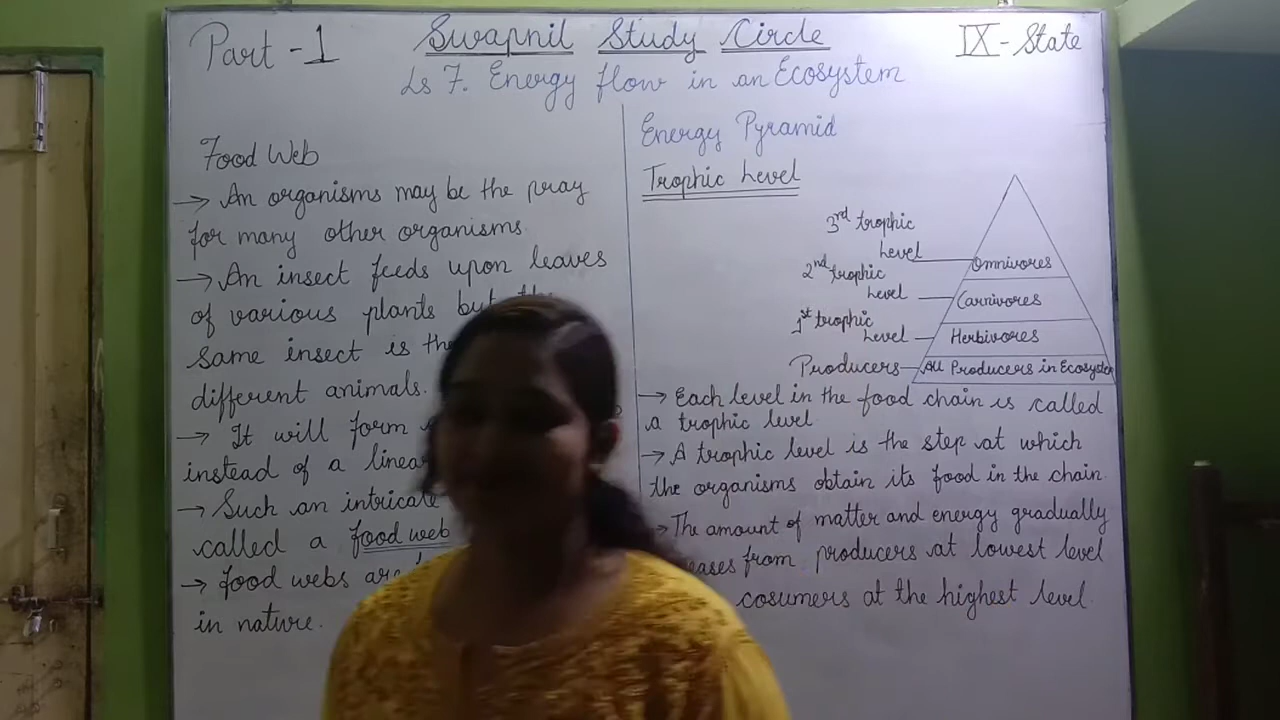 Part - 1
Swapnil Study Circle
IX - State
Ls 7. Energy flow in an Ecosystem
Food Web
→ An organisms may be the pray
for many other organisms.
→ An insect feeds upon leaves
of various plants but
same insect is the
different animals.
→ It will form
instead of a linear
→ Such an intricate
called a food web
→ food webs are
in nature.
Energy Pyramid
Trophic Level
3rd trophic
Level
Omnivores
2nd trophic
Level
Carnivores
1st trophic
Level
Herbivores
Producers
All Producers in Ecosystem
→ Each level in the food chain is called
a trophic level.
→ A trophic level is the step at which
the organisms obtain its food in the chain.
→ The amount of matter and energy gradually
eases from producers at lowest level
cosumers at the highest level.